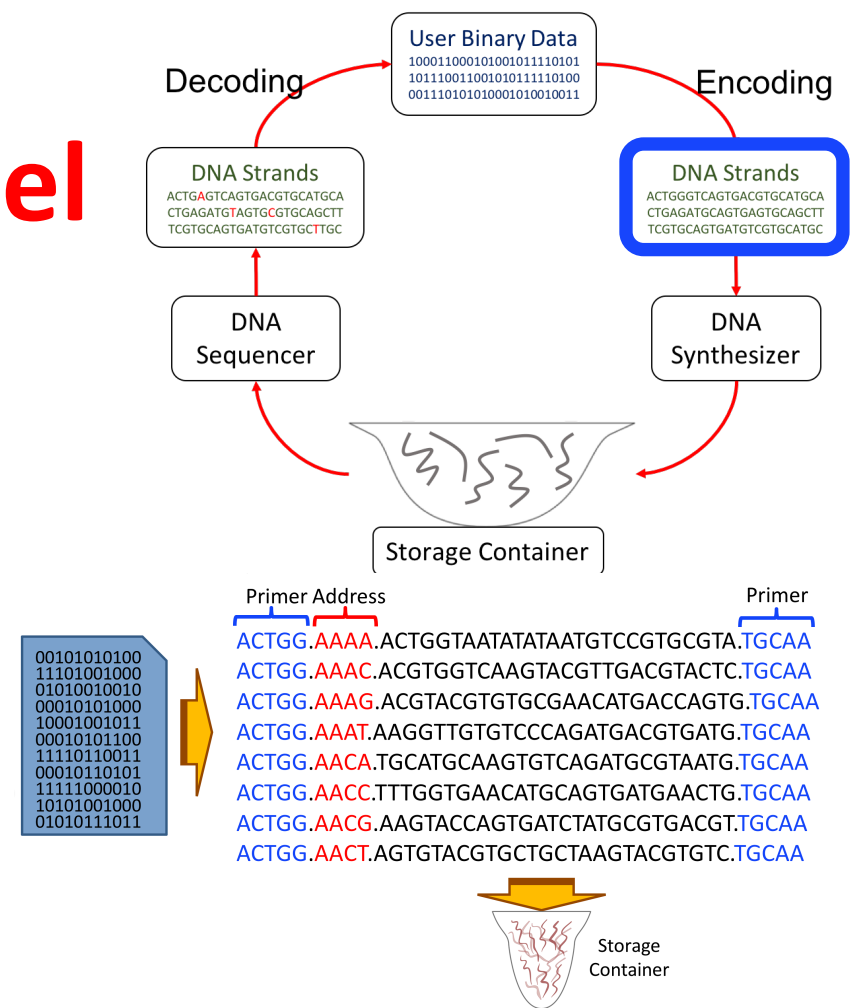 User Binary Data
10001100010100101110101
101110011001010111110100
00111010101000101001 0011
Decoding
Encoding
el
DNA Strands
ACTGAGTCAGTGACGTGCATGCA
CTGAGATGTAGTGCGTGCAGCTT
TCGTGCAGTGATGTCGTGCTTGC
DNA Strands
ACTGGGTCAGTGACGTGCATGCA
CTGAGATGCAGTGAGTGCAGCTT
TCGTGCAGTGATGTCGTGCATGC
DNA
Sequencer
DNA
Synthesizer
Storage Container
Primer Address
Primer
ACTGG.AAAA.ACTGGTAATATATAATGTCCGTGCGTA.TGCAA
ACTGG.AAAC.ACGTGGTCAAGTACGTTGACGTACTC.TGCAA
ACTGG.AAAG.ACGTACGTGTGCGAACATGACCAGTG.TGCAA
ACTGG.AAAT.AAGGTTGTGTCCCAGATGACGTGATG.TGCAA
ACTGG.AACA.TGCATGCAAGTGTCAGATGCGTAATG.TGCAA
ACTGG.AACC.TTTGGTGAACATGCAGTGATGAACTG.TGCAA
ACTGG.AACG.AAGTACCAGTGATCTATGCGTGACGT.TGCAA
ACTGG.AACT.AGTGTACGTGCTGCTAAGTACGTGTC.TGCAA
00101010100
11101001000
01010010010
00010101000
10001001011
00010101100
11110110011
00010110101
11111000010
10101001000
01010111011
Storage
Container